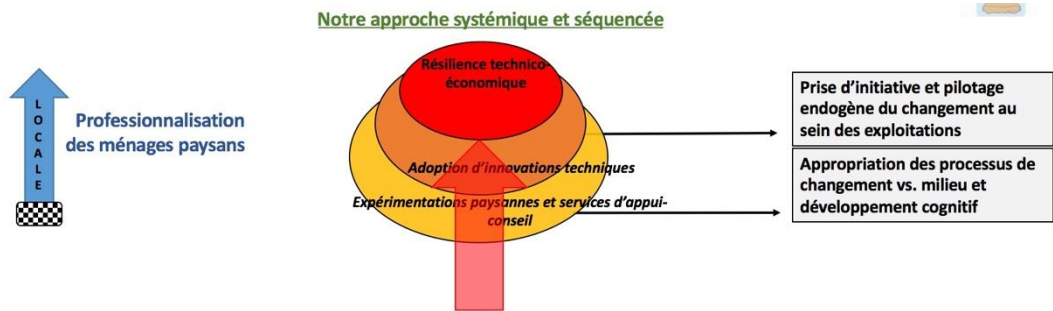 Notre approche systémique et séquencée
LOCALE
Professionnalisation
des ménages paysans
Résilience technico-
économique
Adoption d'innovations techniques
Expérimentations paysannes et services d'appui-
conseil
Prise d'initiative et pilotage
endogène du changement au
sein des exploitations
Appropriation des processus de
changement vs. milieu et
développement cognitif